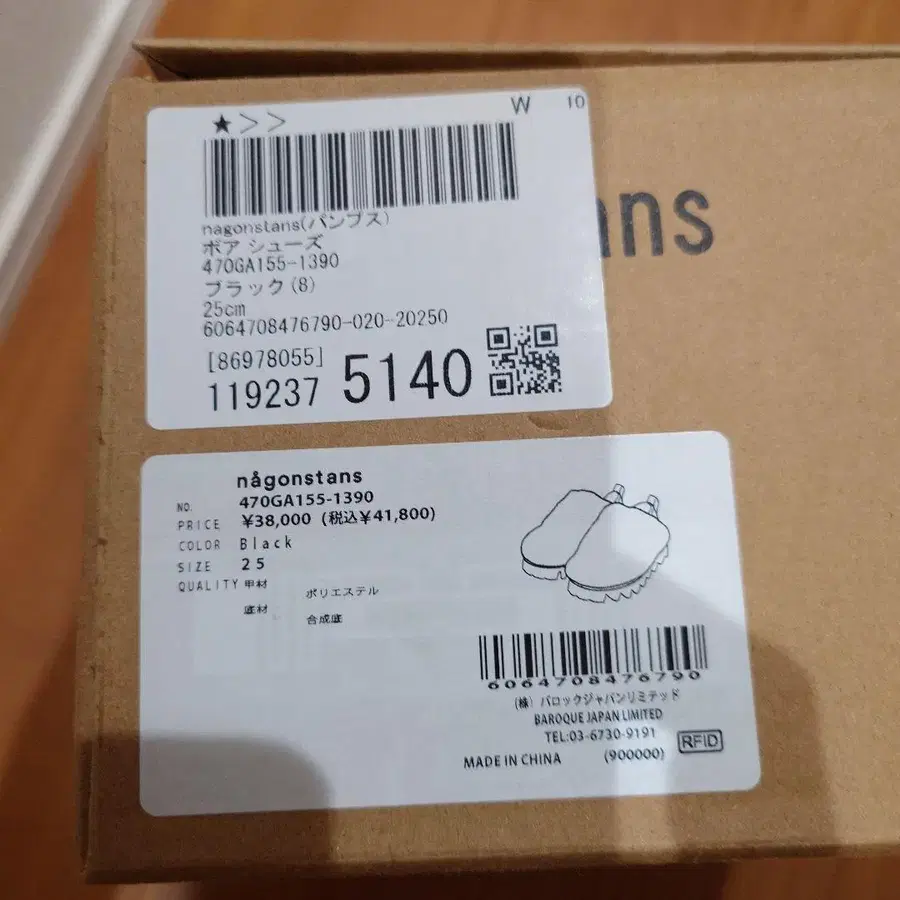 ★>> W 10
nagonstans(パンプス)
ボア シューズ
470GA155-1390
ブラック(8)
25cm
6064708476790-020-20250
[86978055]
119237 5140
ns
någonstans
NO. 470GA155-1390
PRICE ¥38,000 (税込¥41,800)
COLOR Black
SIZE 25
QUALITY 甲材 ポリエステル
底材 合成底
6064708476790
(株) バロックジャパンリミテッド
BAROQUE JAPAN LIMITED
TEL:03-6730-9191
MADE IN CHINA (900000) RFID